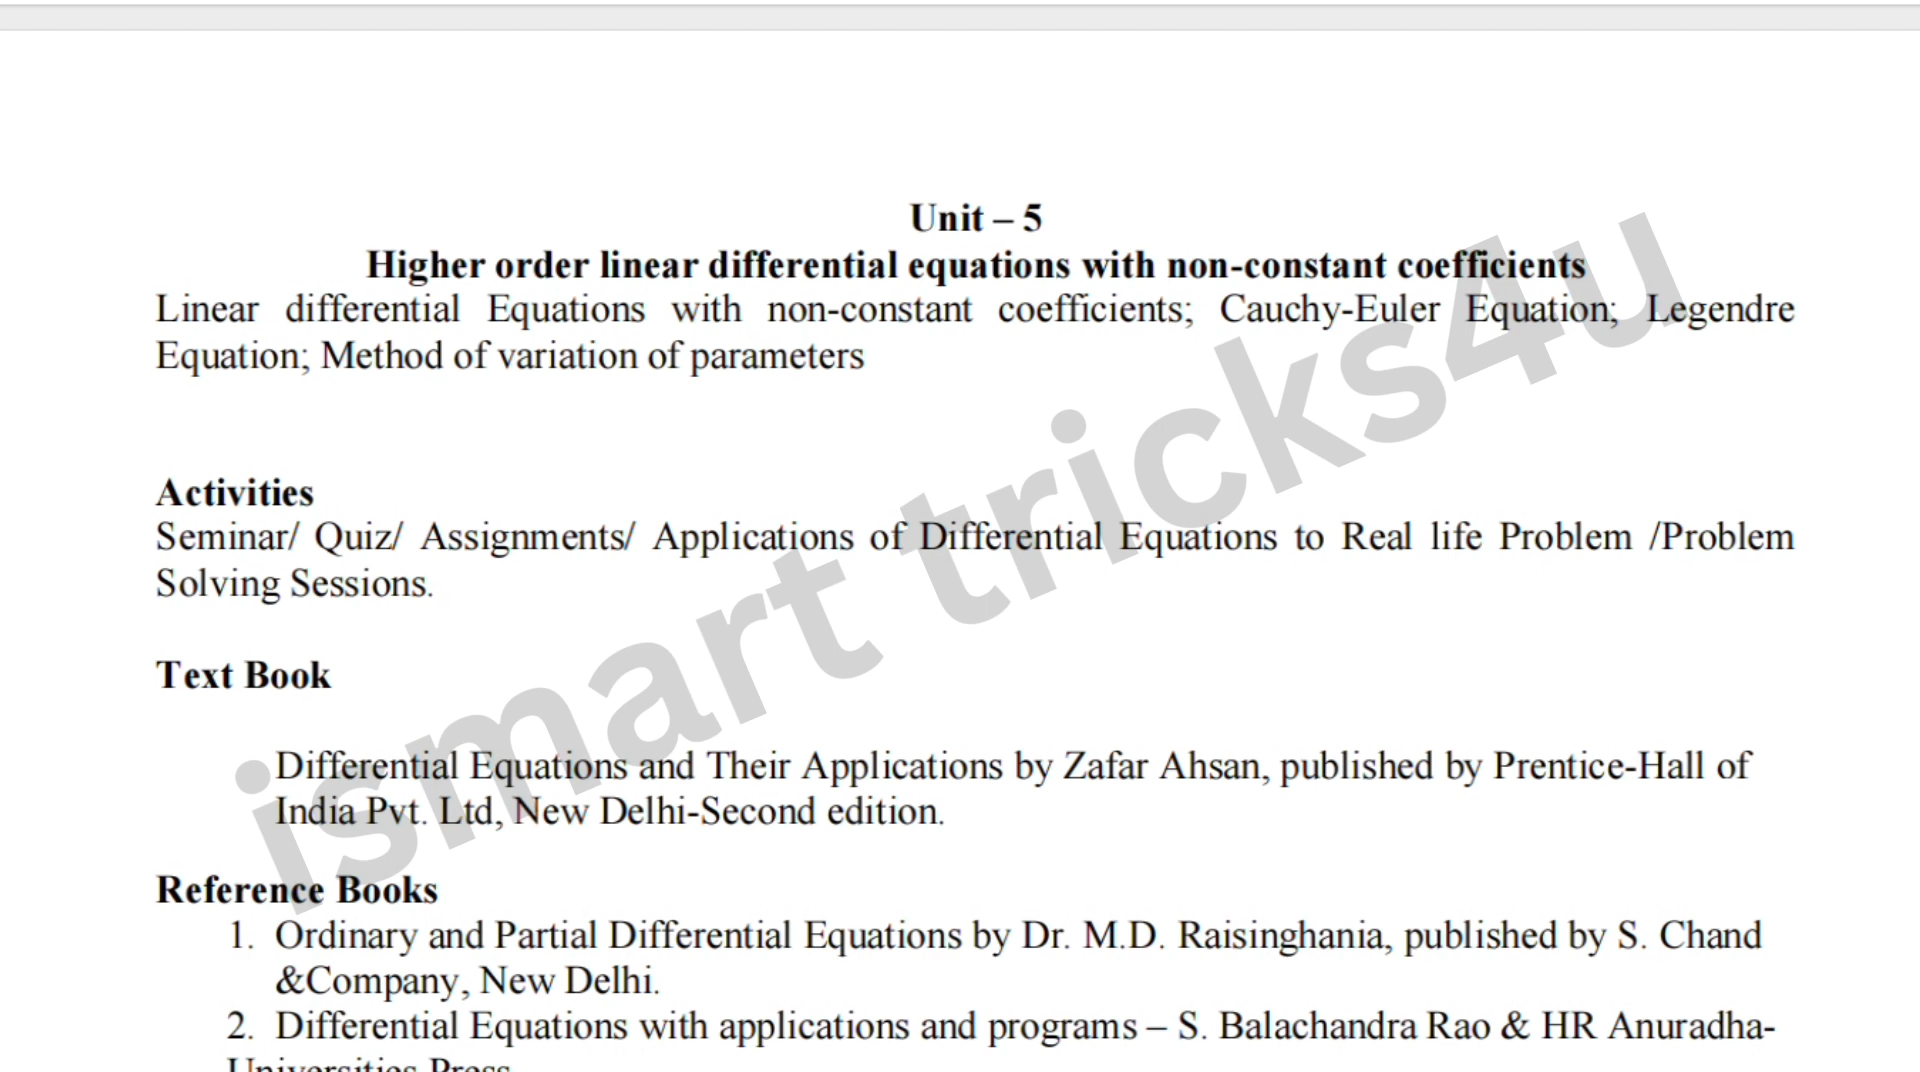 Unit – 5
Higher order linear differential equations with non-constant coefficients
Linear differential Equations with non-constant coefficients; Cauchy-Euler Equation; Legendre
Equation; Method of variation of parameters
Activities
Seminar/ Quiz/ Assignments/ Applications of Differential Equations to Real life Problem /Problem
Solving Sessions.
Text Book
Differential Equations and Their Applications by Zafar Ahsan, published by Prentice-Hall of
India Pvt. Ltd, New Delhi-Second edition.
Reference Books
1. Ordinary and Partial Differential Equations by Dr. M.D. Raisinghania, published by S. Chand
&Company, New Delhi.
2. Differential Equations with applications and programs – S. Balachandra Rao & HR Anuradha-
Universities Press.
ismart tricks4u